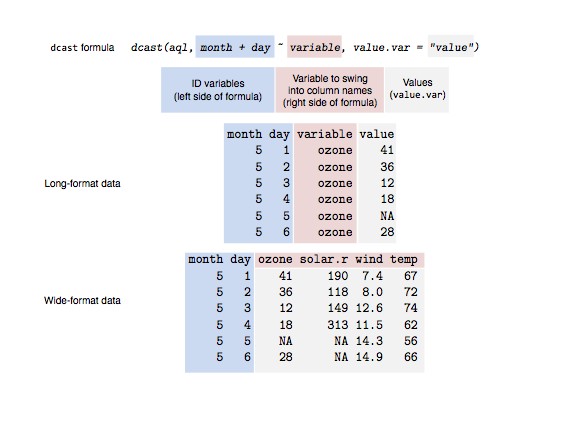 dcast formula dcast(aql, month + day ~ variable, value.var = "value")
ID variables
(left side of formula)
Variable to swing
into column names
(right side of formula)
Values
(value.var)
Long-format data
month day variable value
5 1 ozone 41
5 2 ozone 36
5 3 ozone 12
5 4 ozone 18
5 5 ozone NA
5 6 ozone 28
Wide-format data
month day ozone solar.r wind temp
5 1 41 190 7.4 67
5 2 36 118 8.0 72
5 3 12 149 12.6 74
5 4 18 313 11.5 62
5 5 NA NA 14.3 56
5 6 28 NA 14.9 66